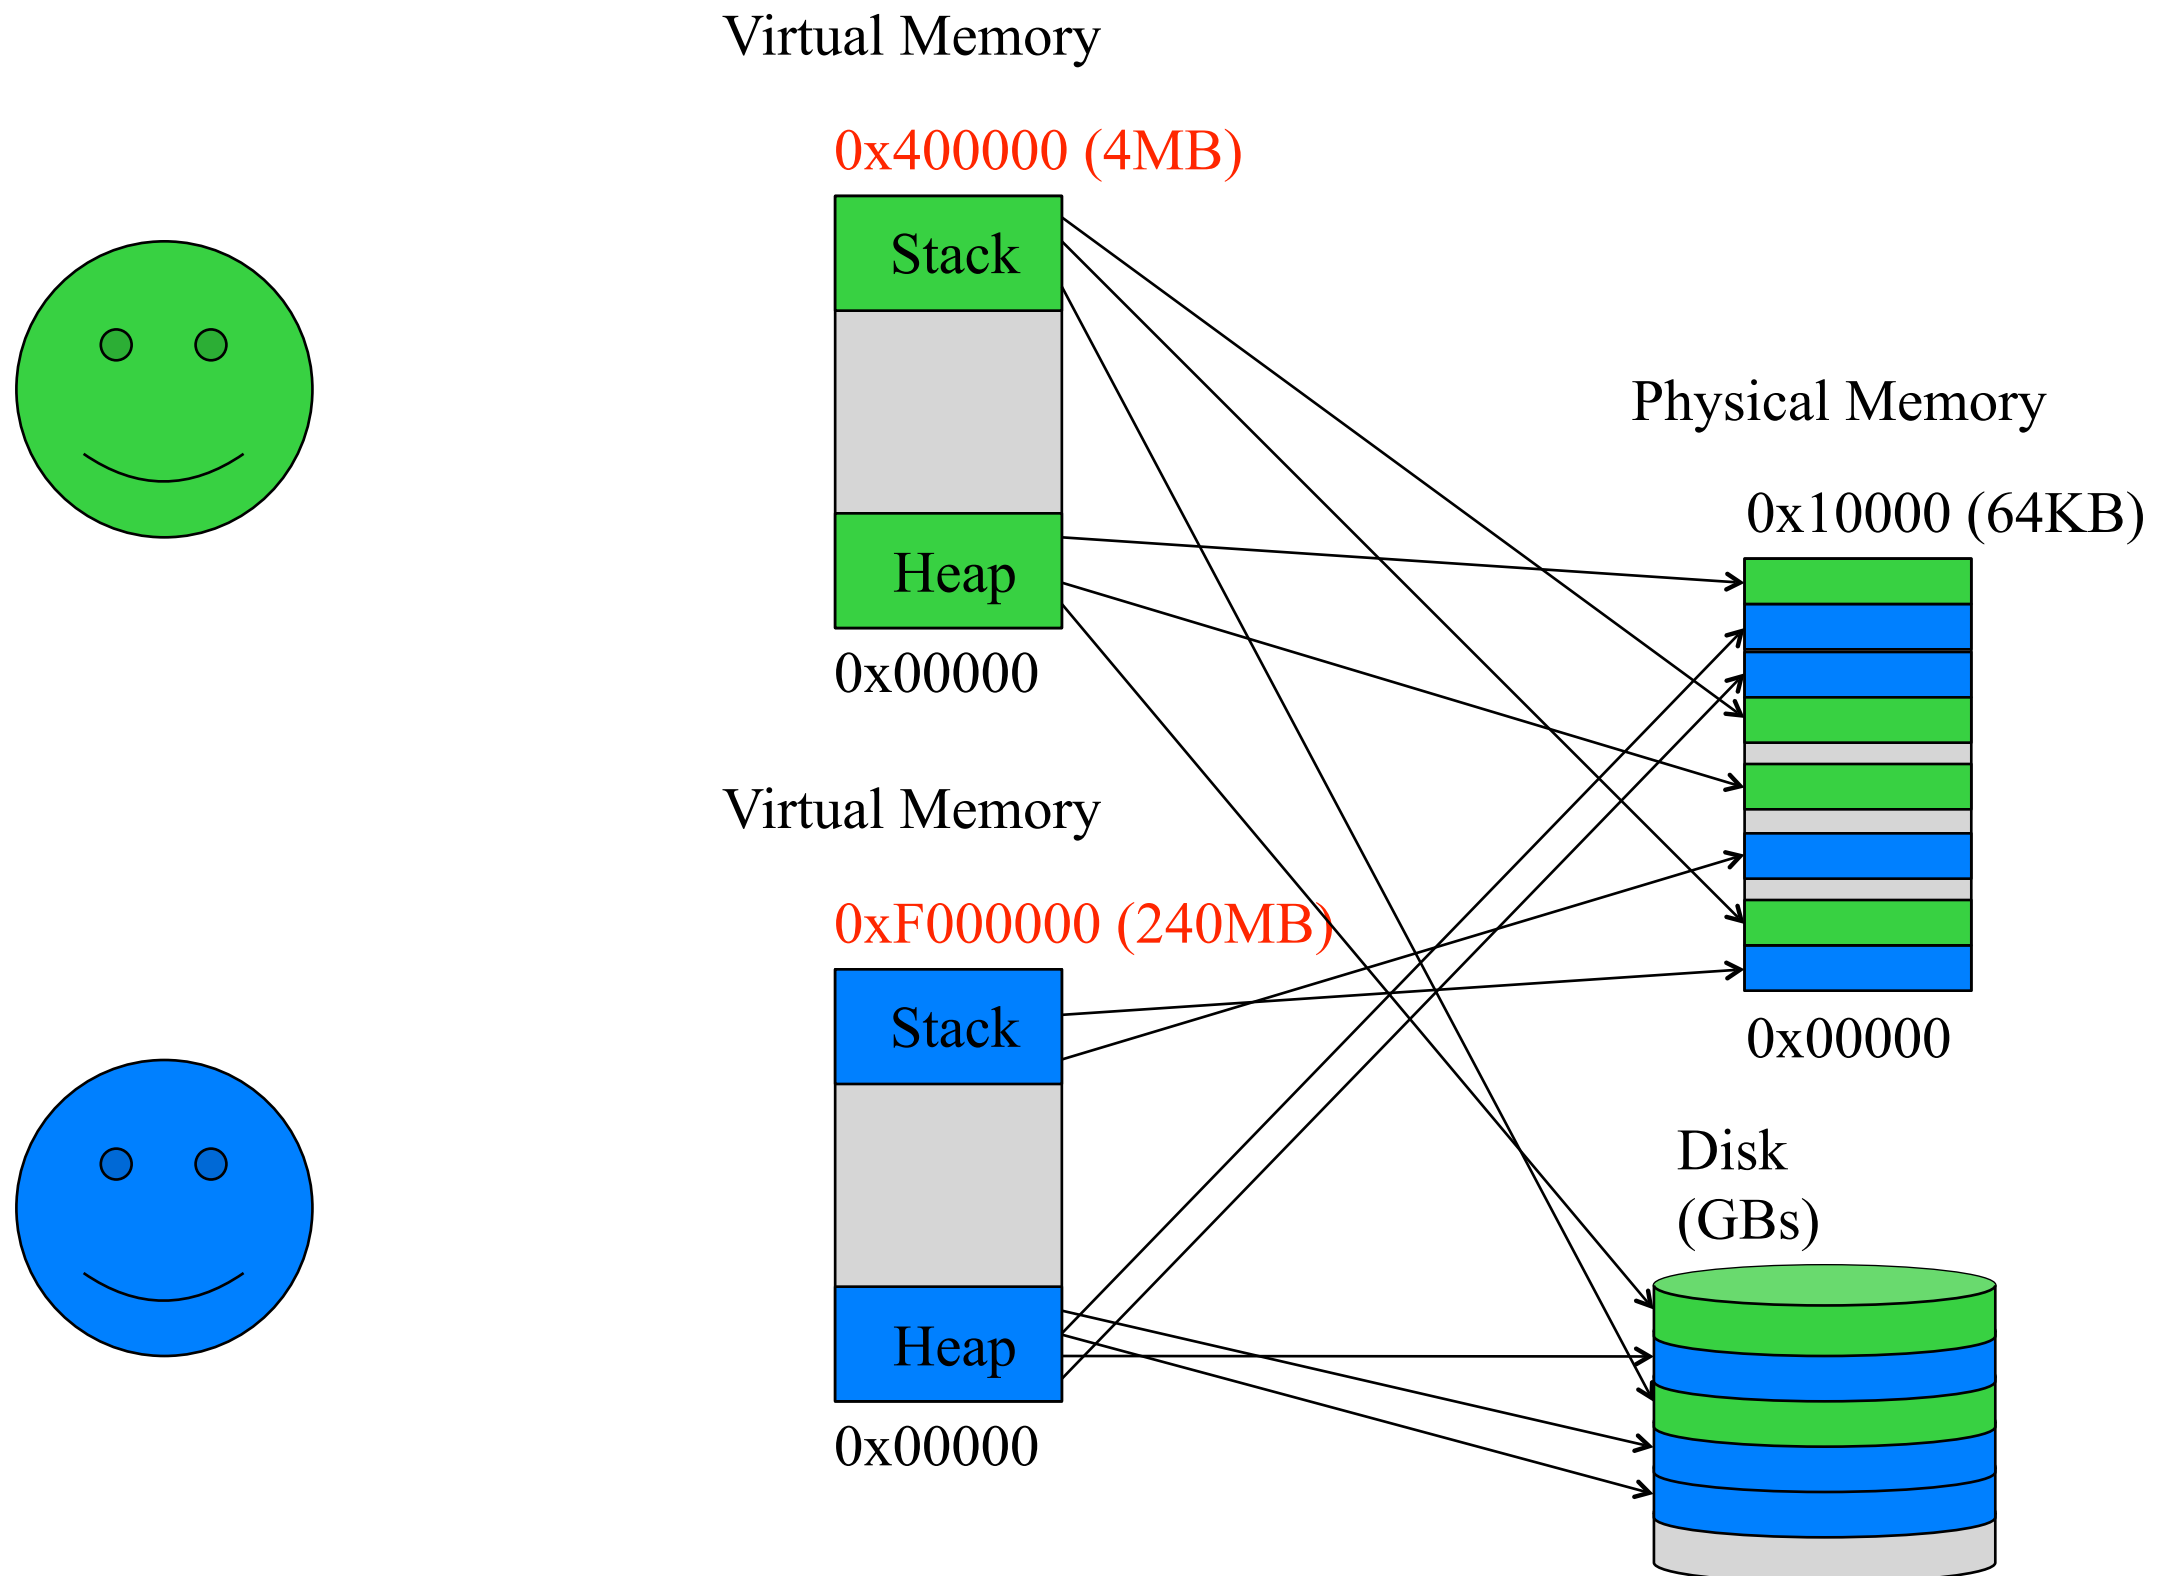 Virtual Memory
0x400000 (4MB)
Stack
Heap
0x00000
Virtual Memory
0xF000000 (240MB)
Stack
Heap
0x00000
Physical Memory
0x10000 (64KB)
0x00000
Disk
(GBs)